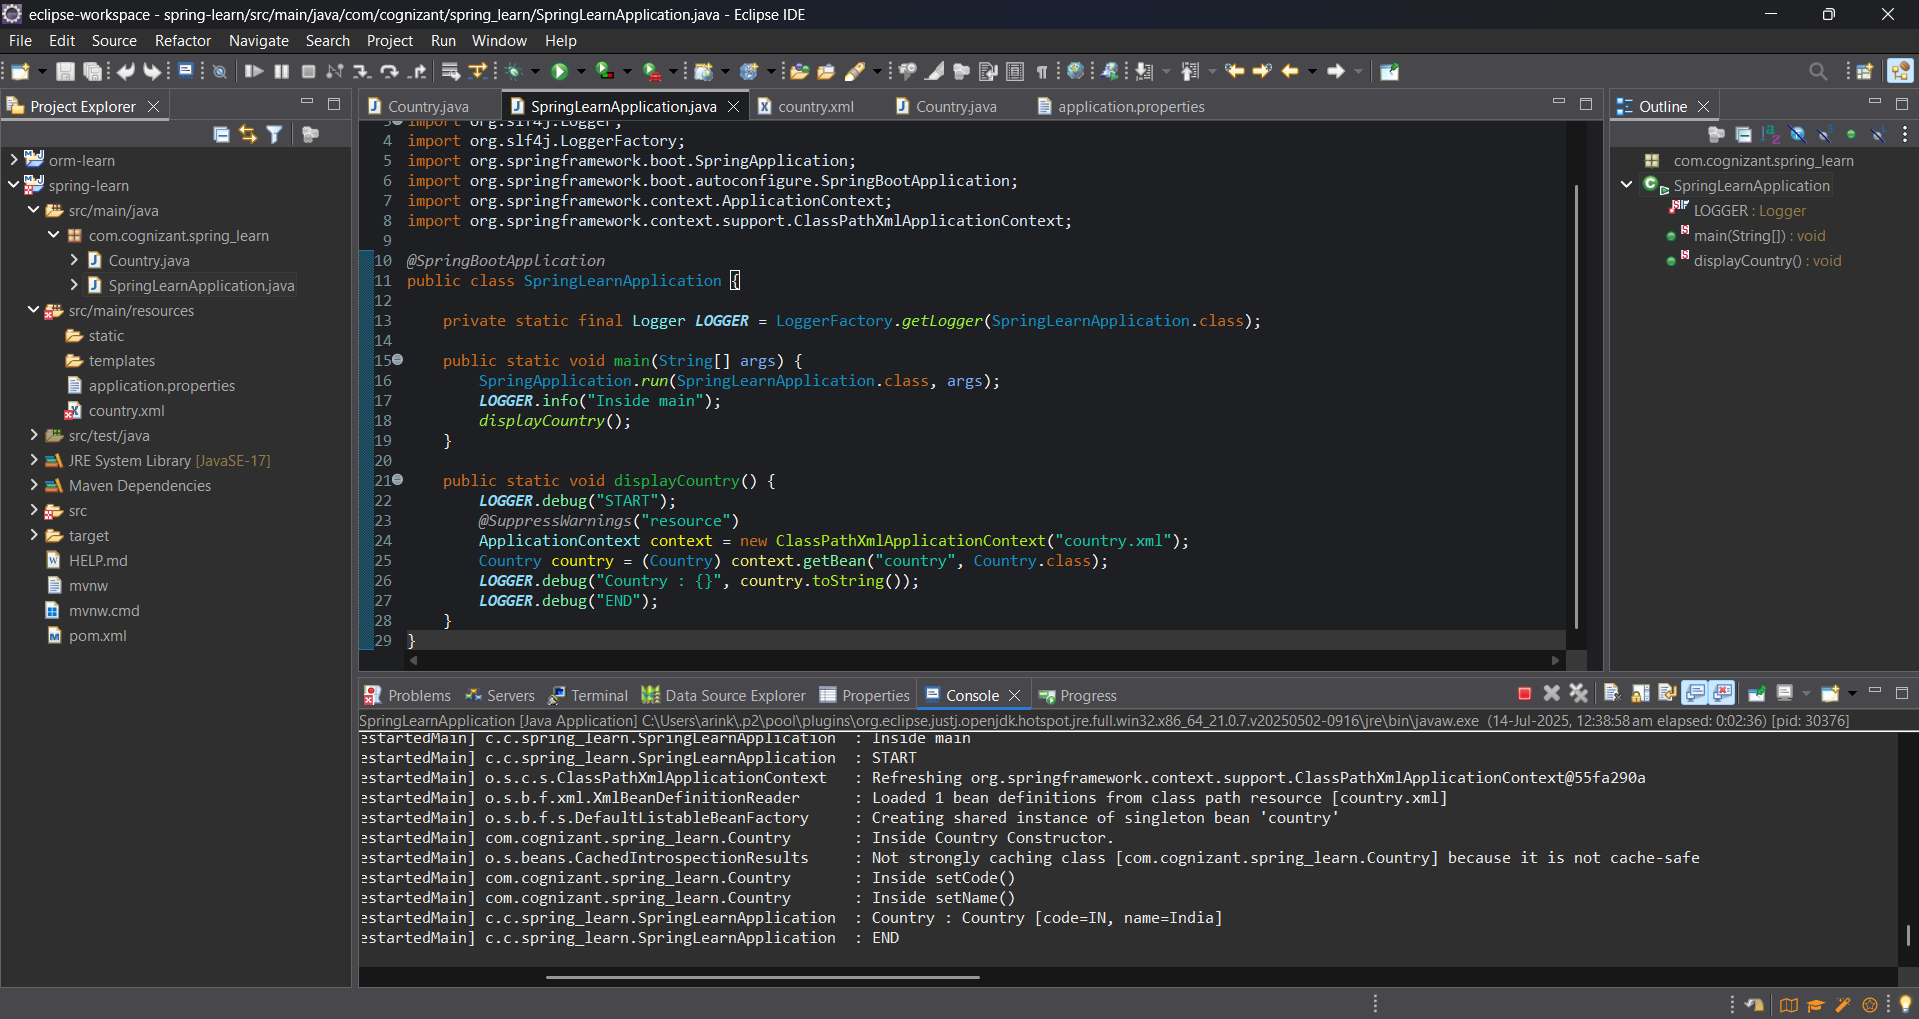 eclipse-workspace - spring-learn/src/main/java/com/cognizant/spring_learn/SpringLearnApplication.java - Eclipse IDE
File Edit Source Refactor Navigate Search Project Run Window Help
Project Explorer
orm-learn
spring-learn
src/main/java
com.cognizant.spring_learn
Country.java
SpringLearnApplication.java
src/main/resources
static
templates
application.properties
country.xml
src/test/java
JRE System Library [JavaSE-17]
Maven Dependencies
src
target
HELP.md
mvnw
mvnw.cmd
pom.xml
Country.java SpringLearnApplication.java country.xml Country.java application.properties
3 import org.slf4j.Logger;
4 import org.slf4j.LoggerFactory;
5 import org.springframework.boot.SpringApplication;
6 import org.springframework.boot.autoconfigure.SpringBootApplication;
7 import org.springframework.context.ApplicationContext;
8 import org.springframework.context.support.ClassPathXmlApplicationContext;
9
10 @SpringBootApplication
11 public class SpringLearnApplication {
12
13 private static final Logger LOGGER = LoggerFactory.getLogger(SpringLearnApplication.class);
14
15 public static void main(String[] args) {
16 SpringApplication.run(SpringLearnApplication.class, args);
17 LOGGER.info("Inside main");
18 displayCountry();
19 }
20
21 public static void displayCountry() {
22 LOGGER.debug("START");
23 @SuppressWarnings("resource")
24 ApplicationContext context = new ClassPathXmlApplicationContext("country.xml");
25 Country country = (Country) context.getBean("country", Country.class);
26 LOGGER.debug("Country : {}", country.toString());
27 LOGGER.debug("END");
28 }
29 }
Outline
com.cognizant.spring_learn
SpringLearnApplication
LOGGER : Logger
main(String[]) : void
displayCountry() : void
Problems Servers Terminal Data Source Explorer Properties Console Progress
SpringLearnApplication [Java Application] C:\Users\arink\.p2\pool\plugins\org.eclipse.justj.openjdk.hotspot.jre.full.win32.x86_64_21.0.7.v20250502-0916\jre\bin\javaw.exe (14-Jul-2025, 12:38:58 am elapsed: 0:02:36) [pid: 30376]
estartedMain] c.c.spring_learn.SpringLearnApplication : Inside main
estartedMain] c.c.spring_learn.SpringLearnApplication : START
estartedMain] o.s.c.s.ClassPathXmlApplicationContext : Refreshing org.springframework.context.support.ClassPathXmlApplicationContext@55fa290a
estartedMain] o.s.b.f.xml.XmlBeanDefinitionReader : Loaded 1 bean definitions from class path resource [country.xml]
estartedMain] o.s.b.f.s.DefaultListableBeanFactory : Creating shared instance of singleton bean 'country'
estartedMain] com.cognizant.spring_learn.Country : Inside Country Constructor.
estartedMain] o.s.beans.CachedIntrospectionResults : Not strongly caching class [com.cognizant.spring_learn.Country] because it is not cache-safe
estartedMain] com.cognizant.spring_learn.Country : Inside setCode()
estartedMain] com.cognizant.spring_learn.Country : Inside setName()
estartedMain] c.c.spring_learn.SpringLearnApplication : Country : Country [code=IN, name=India]
estartedMain] c.c.spring_learn.SpringLearnApplication : END